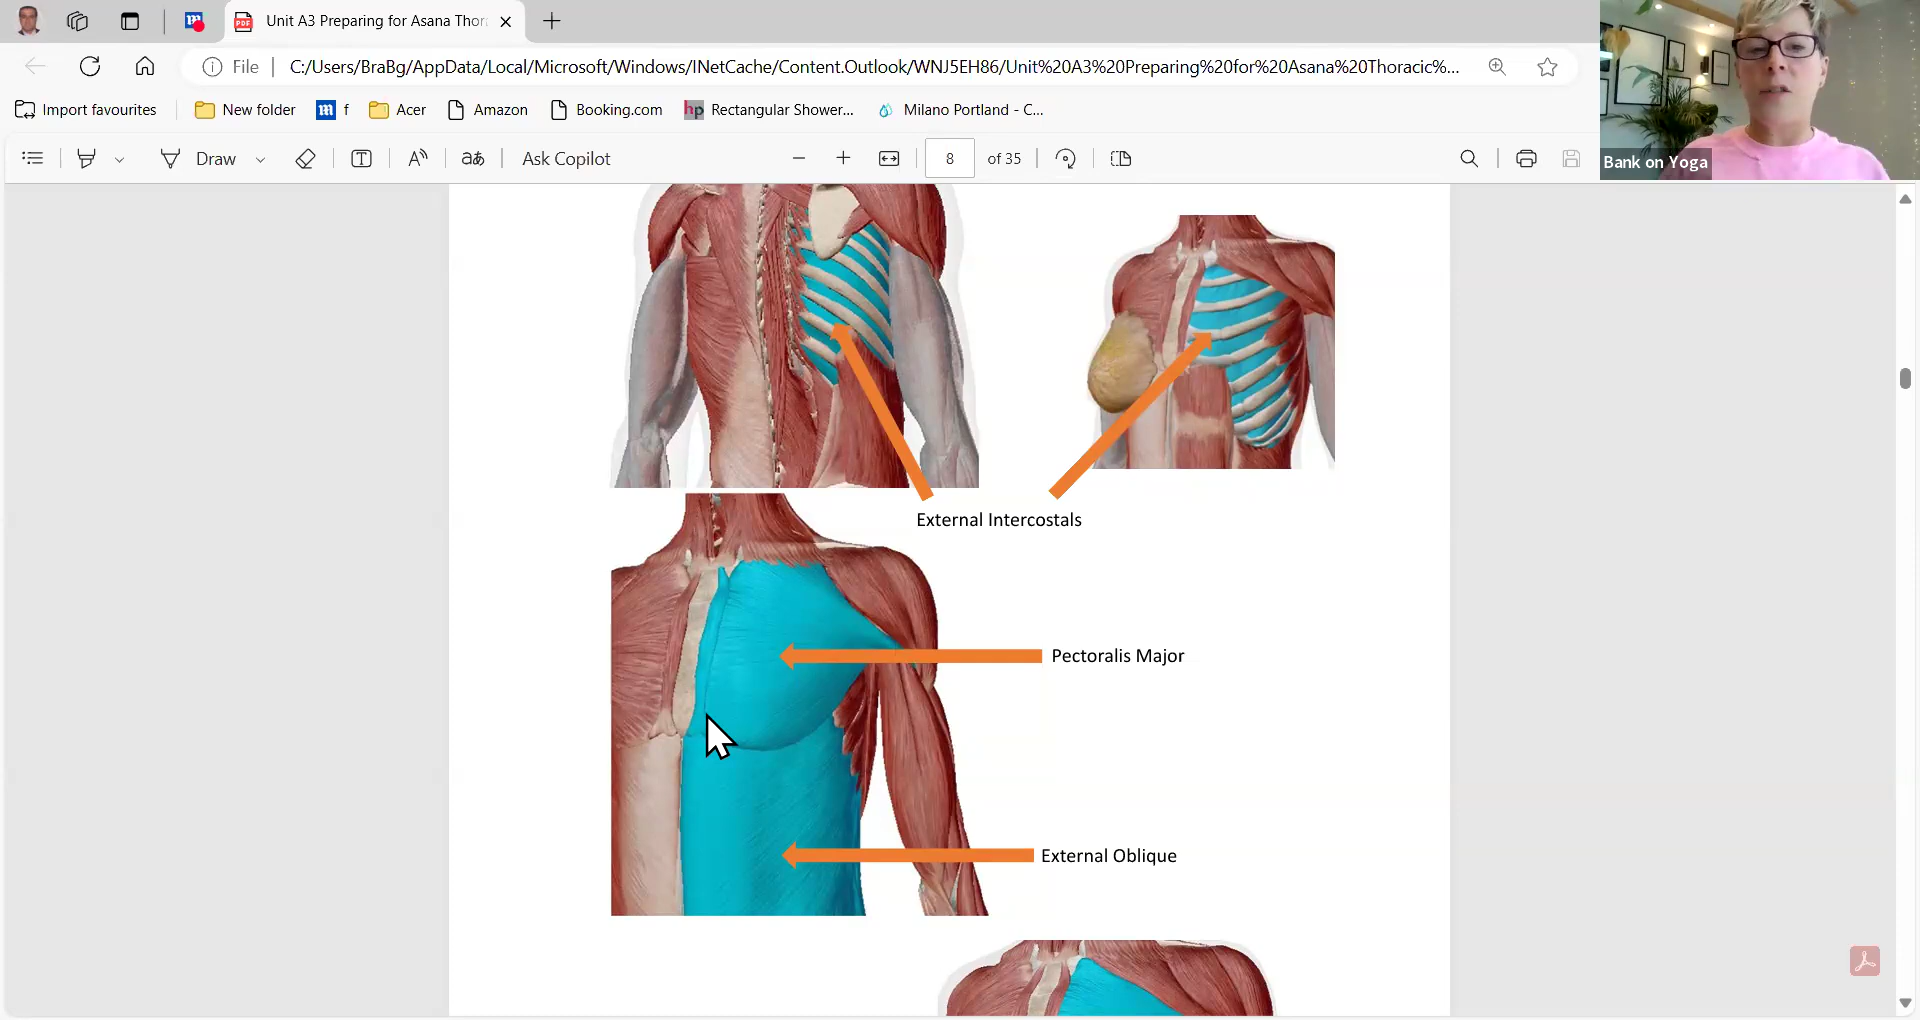 Unit A3 Preparing for Asana Thor
File
C:/Users/BraBg/AppData/Local/Microsoft/Windows/INetCache/Content.Outlook/WNJ5EH86/Unit%20A3%20Preparing%20for%20Asana%20Thoracic%...
Import favourites
New folder
m f
Acer
Amazon
Booking.com
hp Rectangular Shower...
Milano Portland - C...
Draw
Ask Copilot
8 of 35
Bank on Yoga
External Intercostals
Pectoralis Major
External Oblique